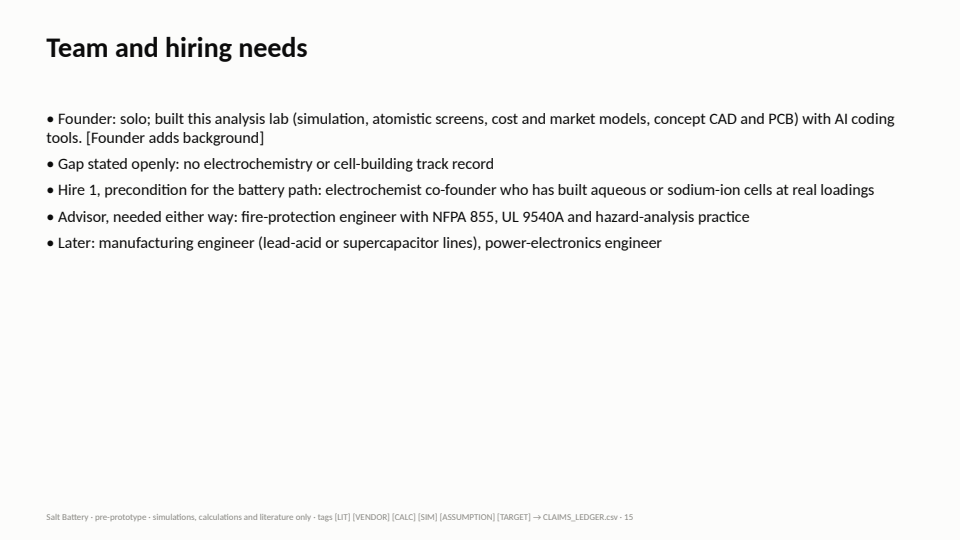 Team and hiring needs
• Founder: solo; built this analysis lab (simulation, atomistic screens, cost and market models, concept CAD and PCB) with AI coding
tools. [Founder adds background]
• Gap stated openly: no electrochemistry or cell-building track record
• Hire 1, precondition for the battery path: electrochemist co-founder who has built aqueous or sodium-ion cells at real loadings
• Advisor, needed either way: fire-protection engineer with NFPA 855, UL 9540A and hazard-analysis practice
• Later: manufacturing engineer (lead-acid or supercapacitor lines), power-electronics engineer
Salt Battery - pre-prototype - simulations, calculations and literature only - tags [LIT] [VENDOR] [CALC] [SIM] [ASSUMPTION] [TARGET] → CLAIMS_LEDGER.csv - 15